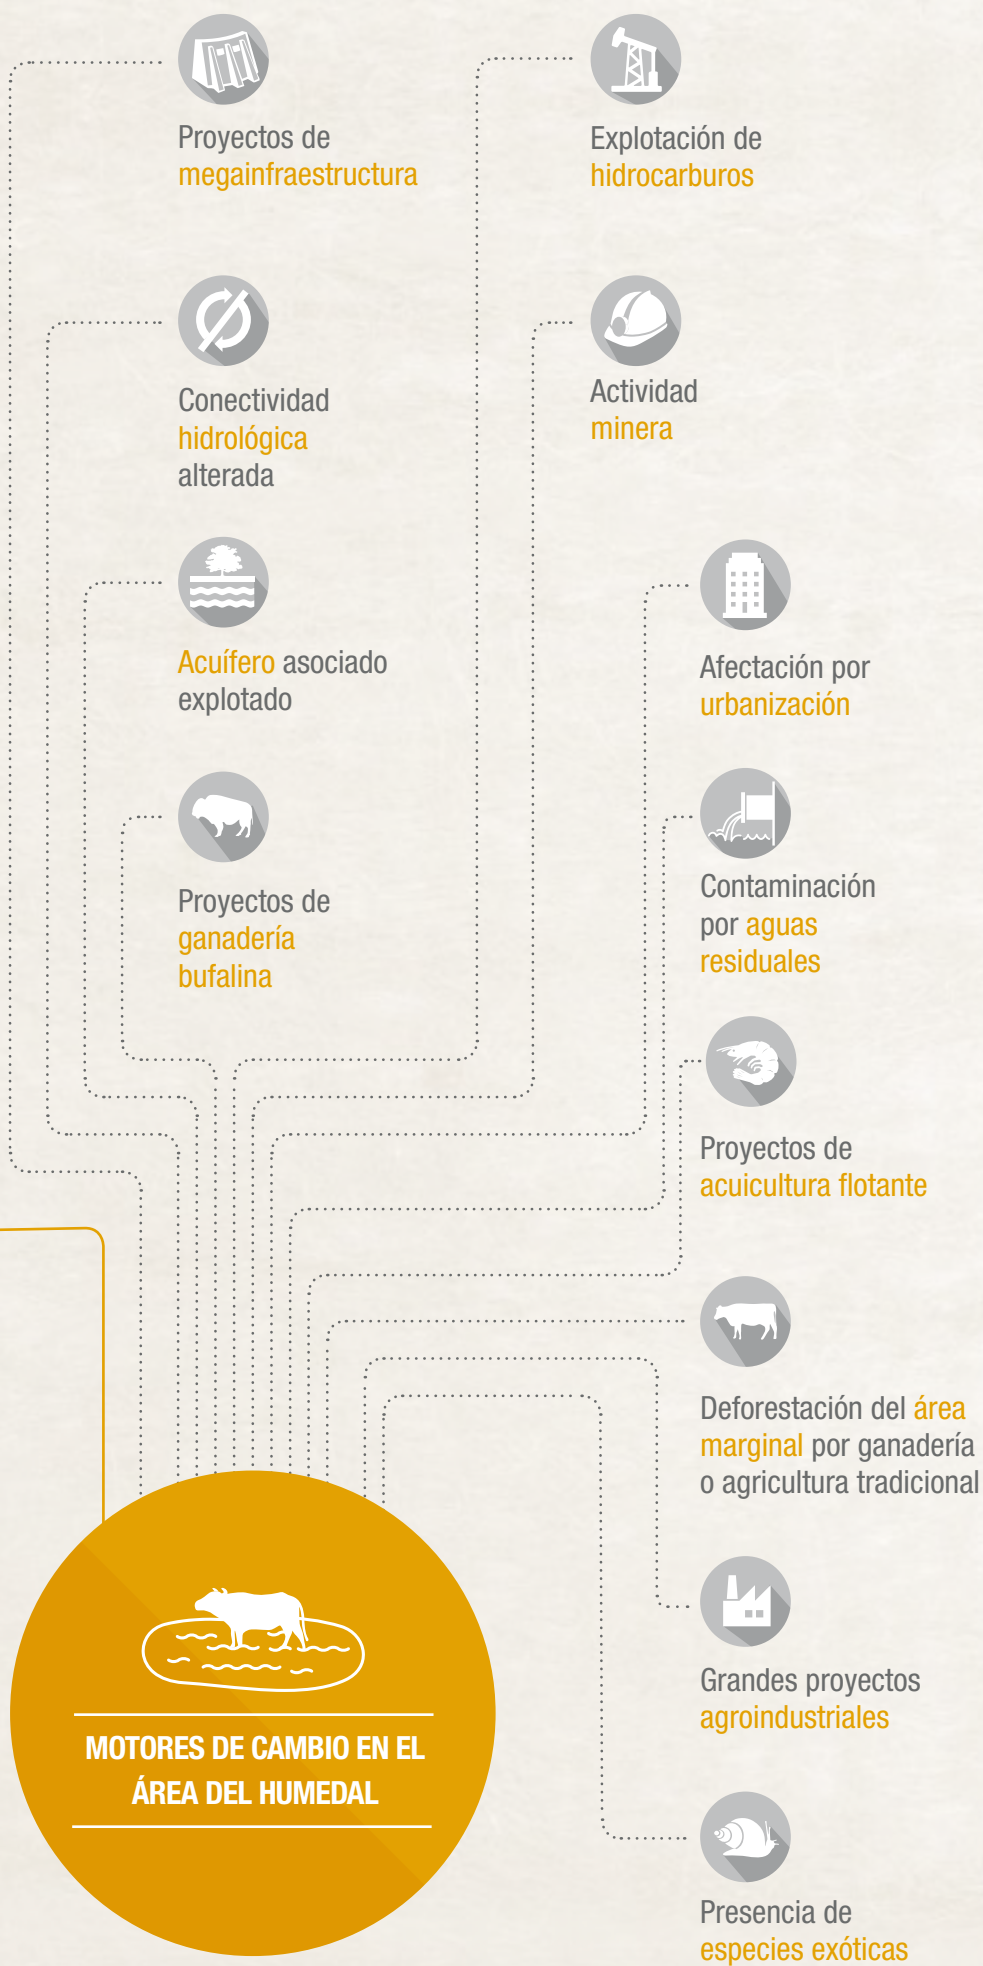 Proyectos de
megainfraestructura
Explotación de
hidrocarburos
Conectividad
hidrológica
alterada
Actividad
minera
Acuífero asociado
explotado
Afectación por
urbanización
Proyectos de
ganadería
bufalina
Contaminación
por aguas
residuales
Proyectos de
acuicultura flotante
Deforestación del área
marginal por ganadería
o agricultura tradicional
Grandes proyectos
agroindustriales
Presencia de
especies exóticas
MOTORES DE CAMBIO EN EL
ÁREA DEL HUMEDAL